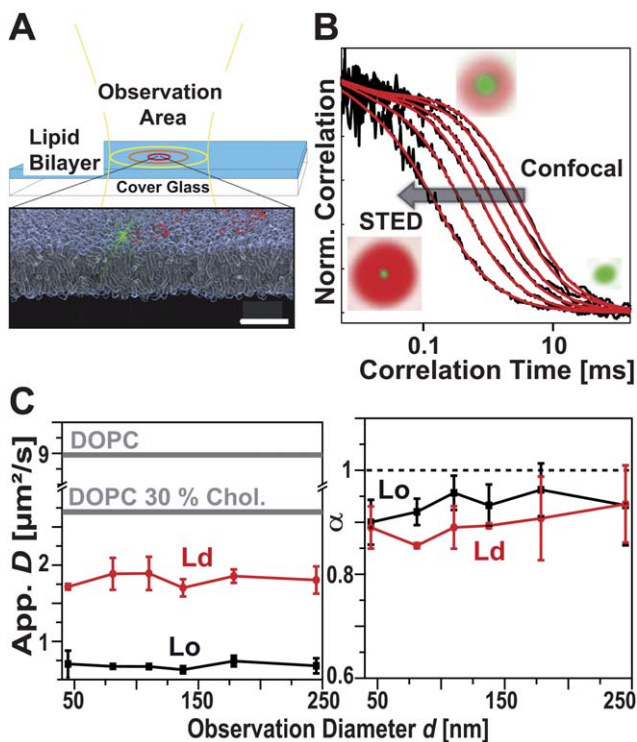 A
Observation
Area
Lipid
Bilayer
Cover Glass
B
Norm. Correlation
Confocal
STED
0.1
10
Correlation Time [ms]
C
App. D [µm²/s]
9
2
1
DOPC
DOPC 30 % Chol.
Ld
Lo
50
150
250
α
1
0.8
0.6
Lo
Ld
50
150
250
Observation Diameter d [nm]